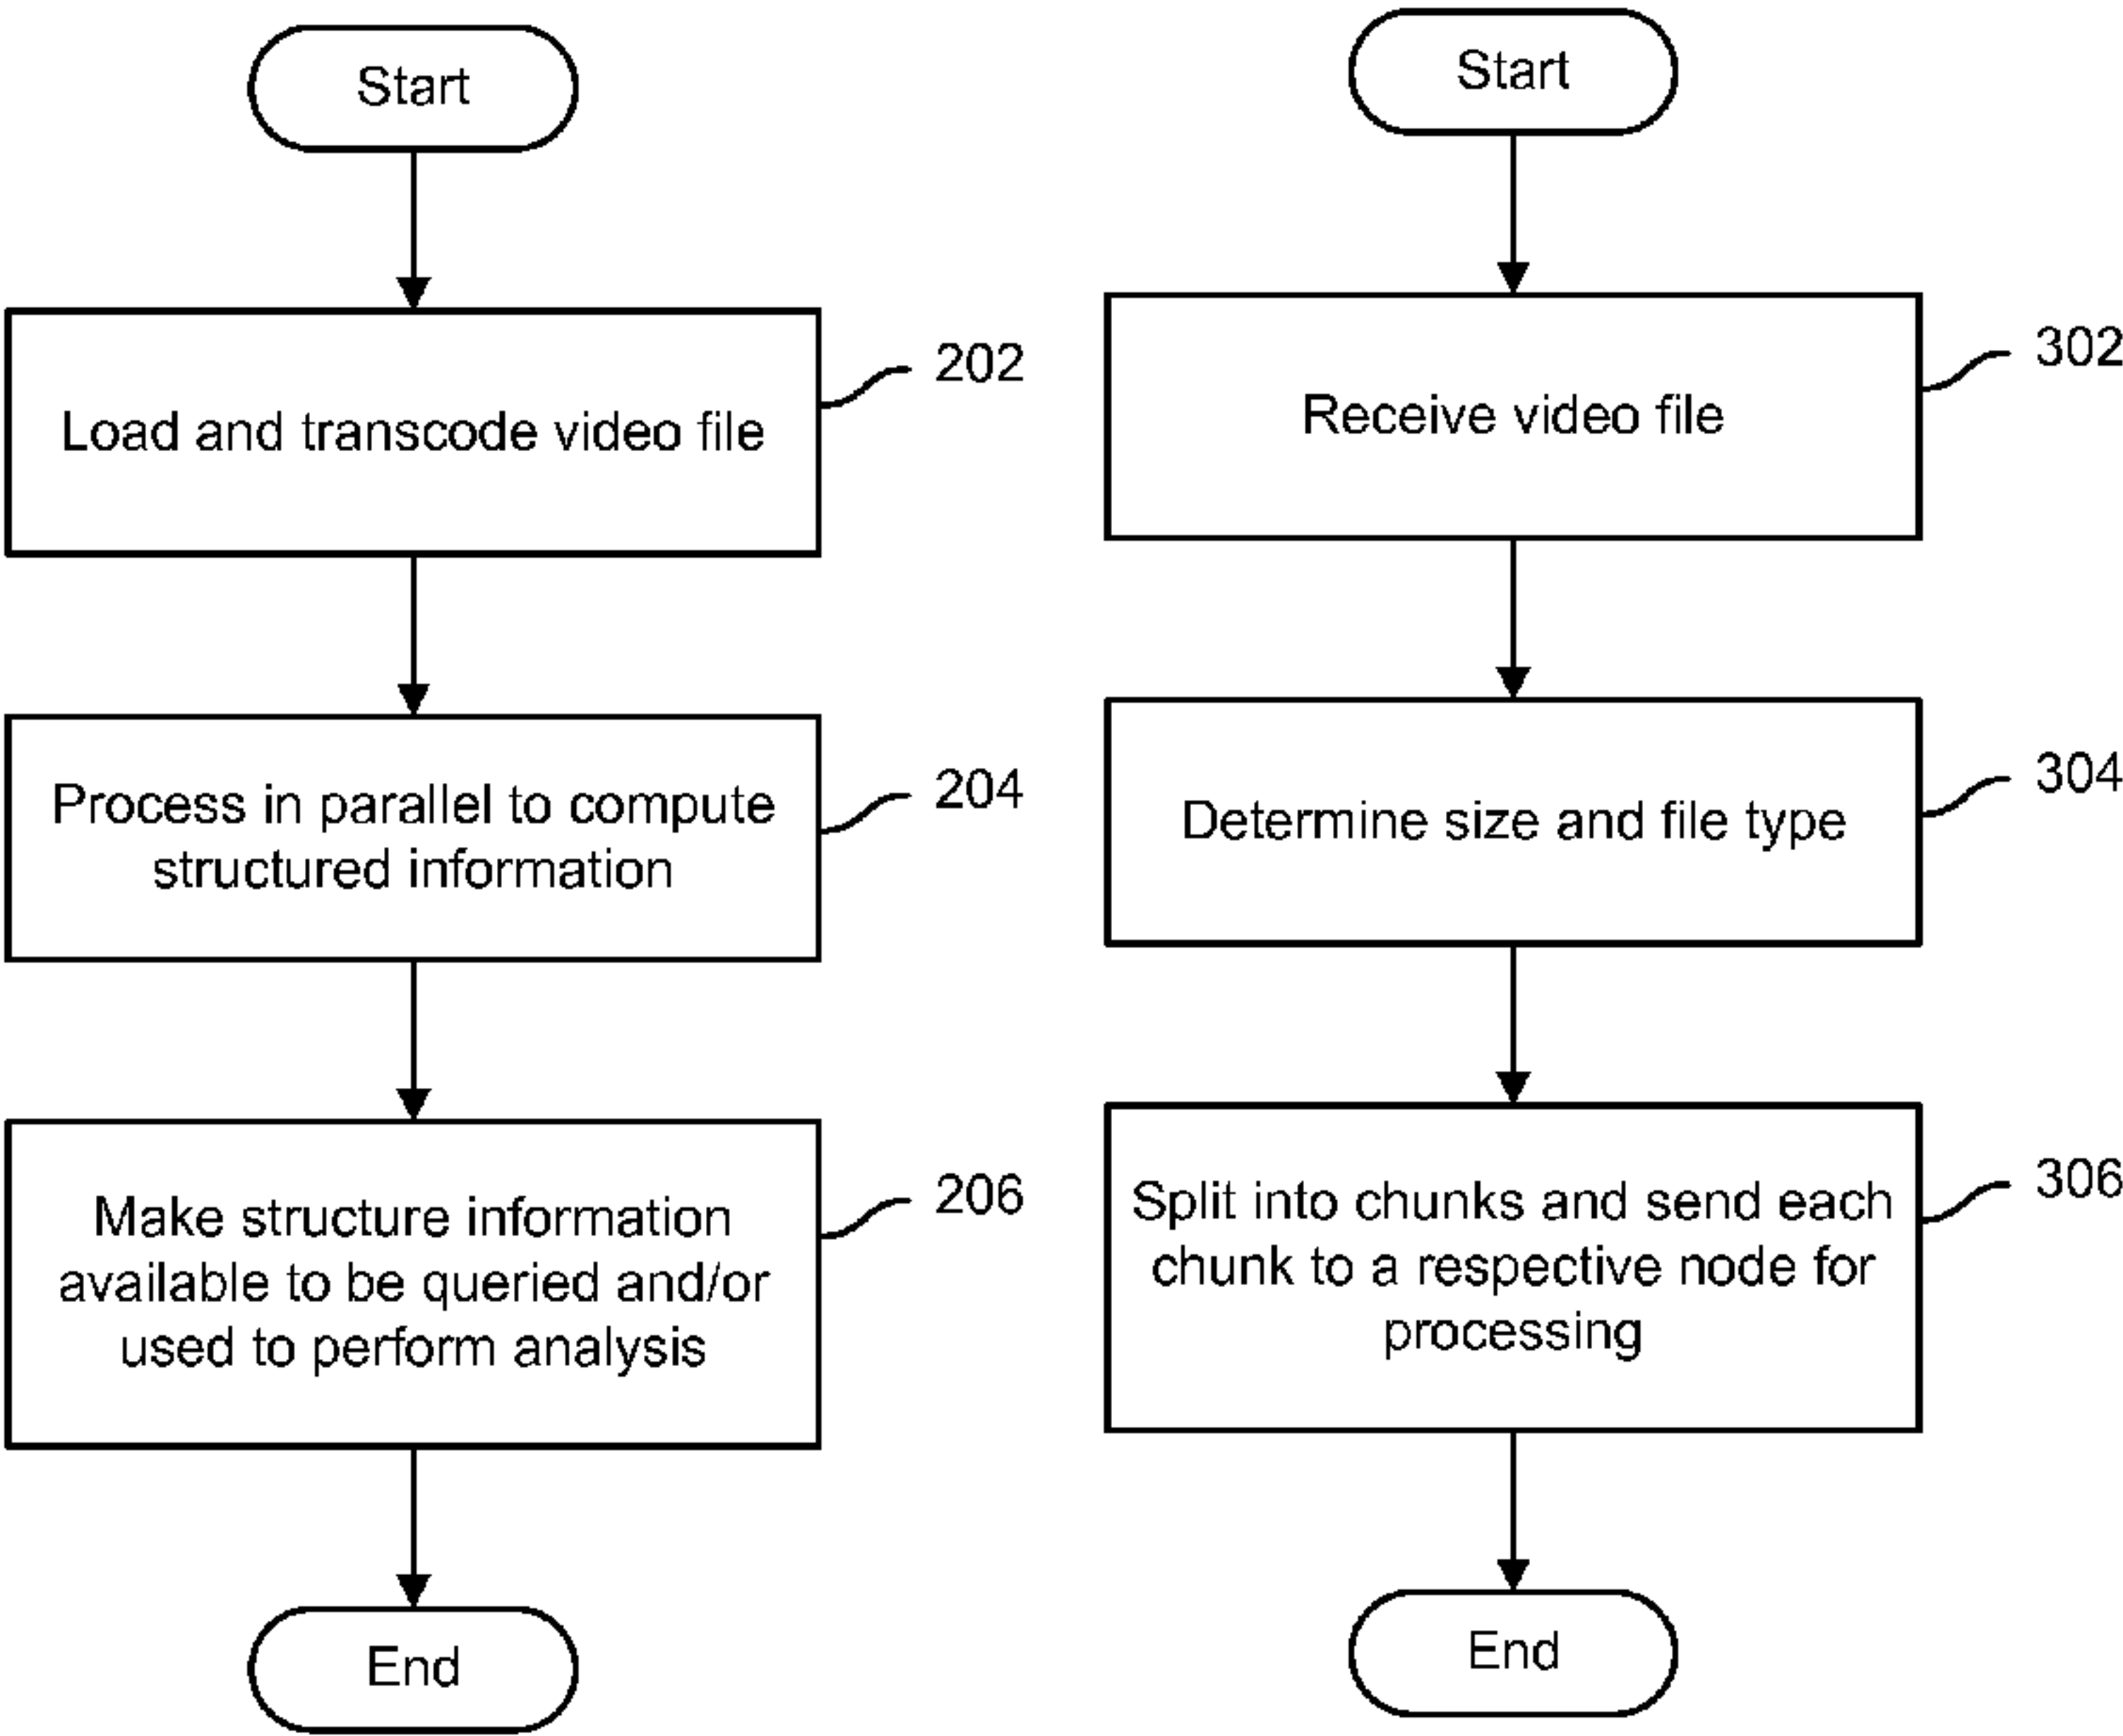 Start
Load and transcode video file
202
Process in parallel to compute
structured information
204
Make structure information
available to be queried and/or
used to perform analysis
206
End
Start
Receive video file
302
Determine size and file type
304
Split into chunks and send each
chunk to a respective node for
processing
306
End